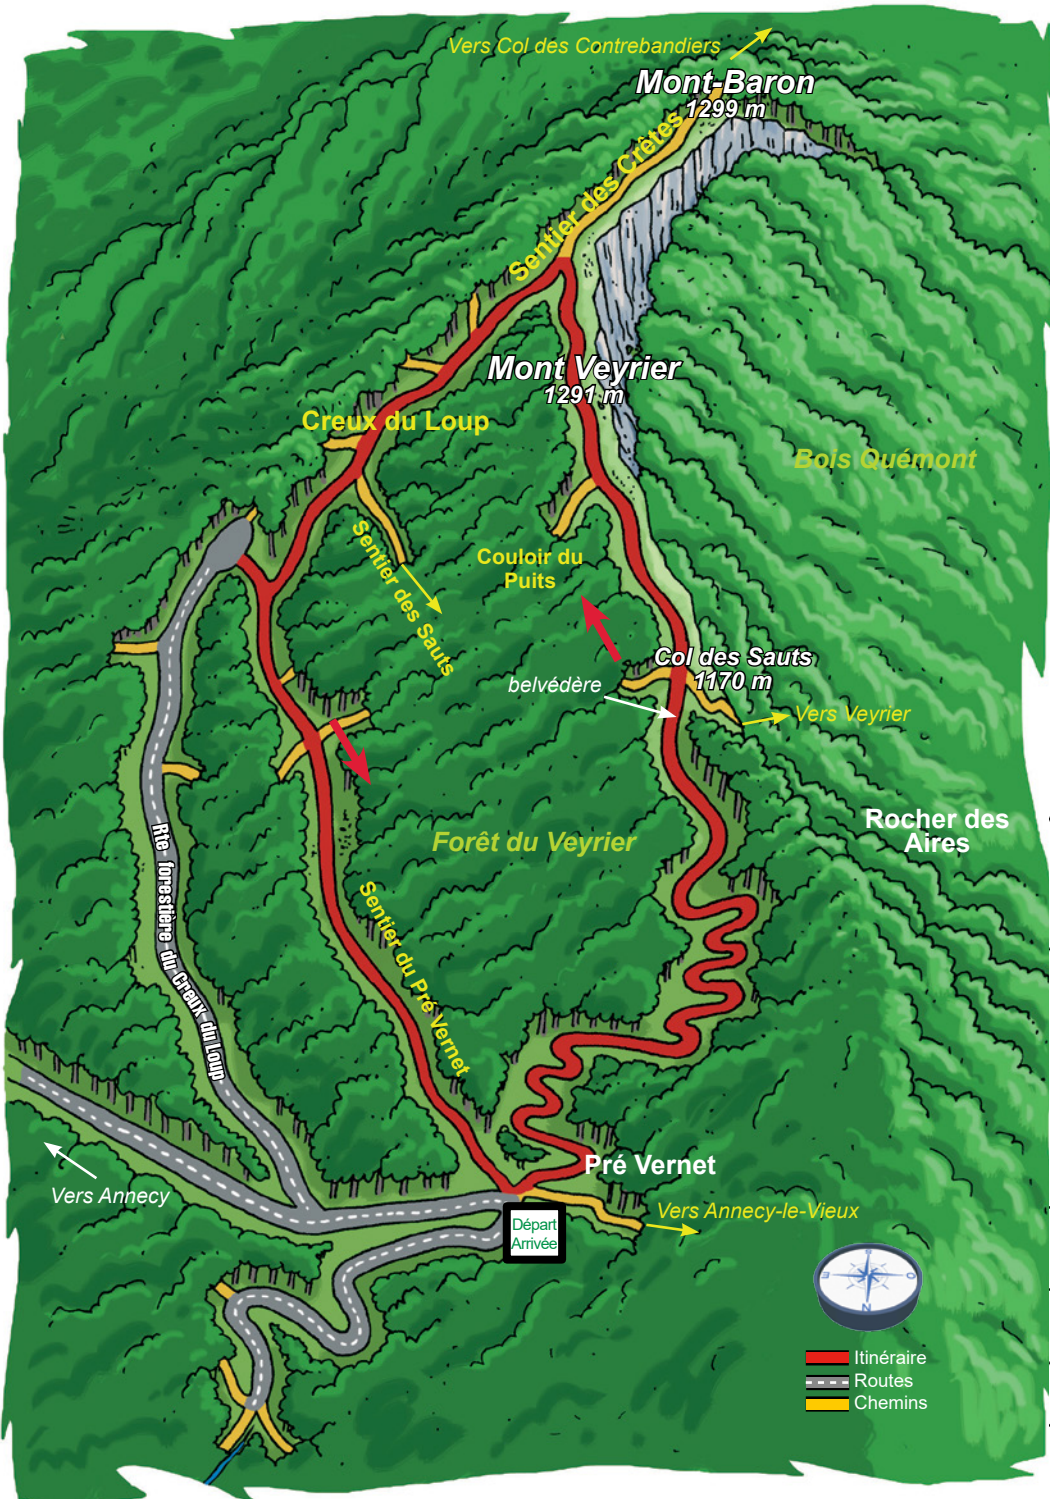 Vers Col des Contrebandiers
Mont-Baron
1299 m
Sentier des Crêtes
Mont Veyrier
1291 m
Creux du Loup
Bois Quémont
Sentier des Sauts
Couloir du
Puits
Col des Sauts
1170 m
belvédère
Vers Veyrier
Rocher des
Aires
Forêt du Veyrier
Rte forestière du Creux du Loup
Sentier du Pré Vernet
Pré Vernet
Vers Annecy
Vers Annecy-le-Vieux
Départ
Arrivée
S
E
O
N
Itinéraire
Routes
Chemins